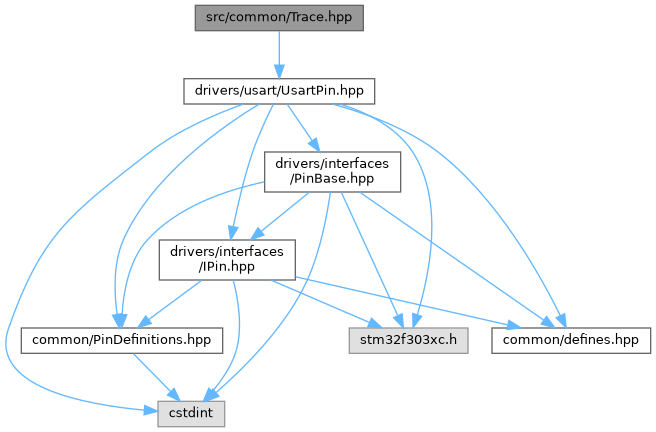 src/common/Trace.hpp
drivers/usart/UsartPin.hpp
drivers/interfaces
/PinBase.hpp
drivers/interfaces
/IPin.hpp
common/PinDefinitions.hpp
stm32f303xc.h
common/defines.hpp
cstdint